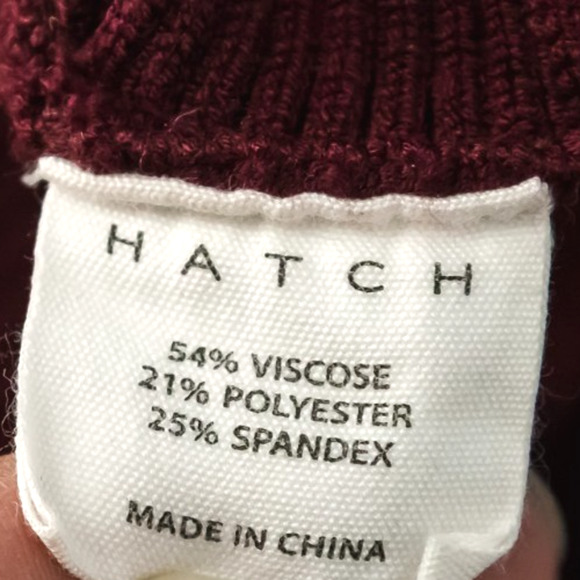 HATCH
54% VISCOSE
21% POLYESTER
25% SPANDEX
MADE IN CHINA